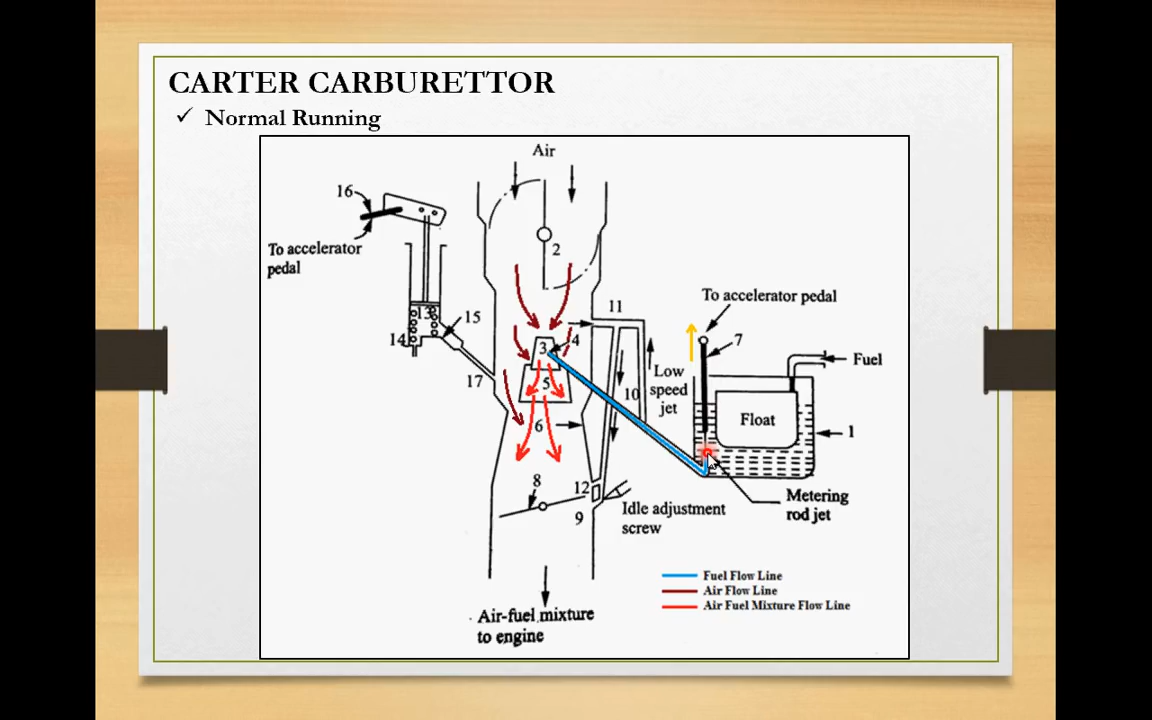 CARTER CARBURETTOR
✓ Normal Running
Air
16
To accelerator
pedal
2
To accelerator pedal
11
13
15
14
3
4
7
Fuel
17
5
Low
speed
jet
10
Float
1
6
8
12
9
Idle adjustment
screw
Metering
rod jet
Fuel Flow Line
Air Flow Line
Air Fuel Mixture Flow Line
Air-fuel mixture
to engine